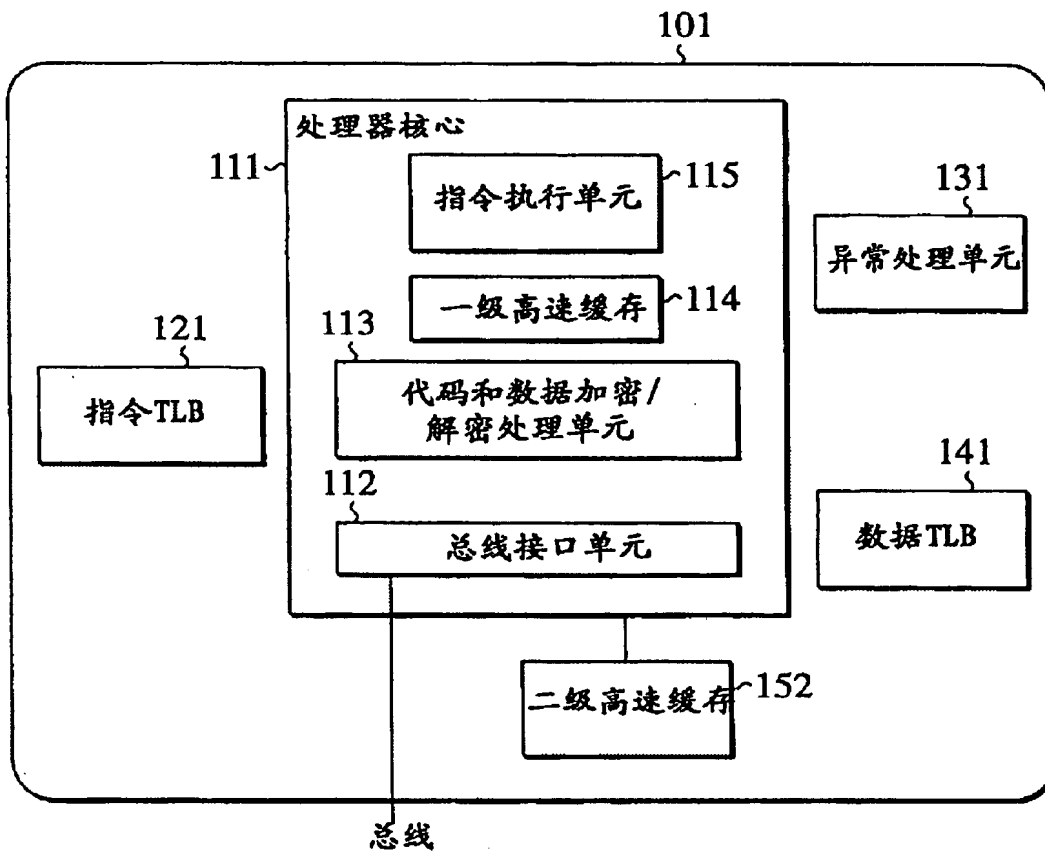 101
处理器核心
111
指令执行单元
115
131
异常处理单元
一级高速缓存
114
113
代码和数据加密/
解密处理单元
121
指令TLB
112
总线接口单元
141
数据TLB
二级高速缓存
152
总线